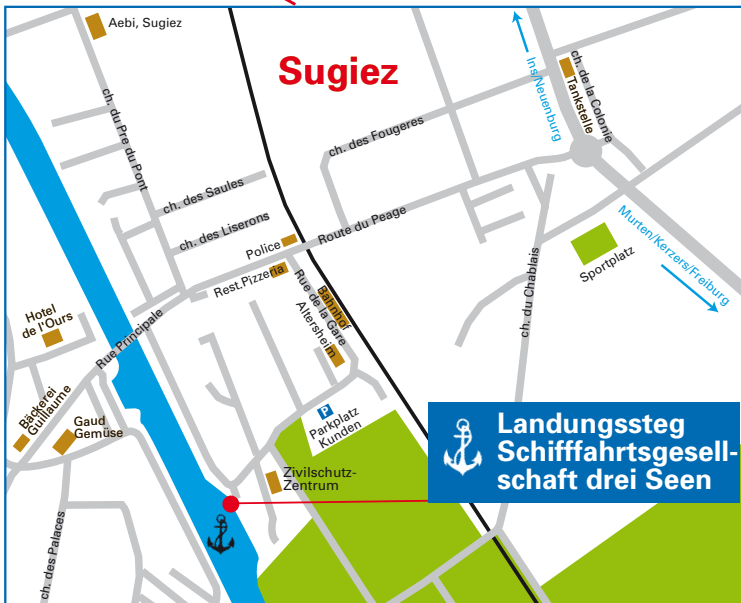 Aebi, Sugiez
Sugiez
Ins/Neuenburg
ch. de la Colonie
Tankstelle
ch. du Pre du Pont
ch. des Fougeres
ch. des Saules
ch. des Liserons
Police
Route du Peage
Murten/Kerzers/Freiburg
Sportplatz
ch. du Chablais
Rest.Pizzeria
Bahnhof
Rue de la Gare
Altersheim
Hotel
de l'Ours
Rue Principale
Bäckerei
Guillaume
Gaud
Gemüse
P
Parkplatz
Kunden
Zivilschutz-
Zentrum
Landungssteg
Schifffahrtsgesell-
schaft drei Seen
ch. des Palaces